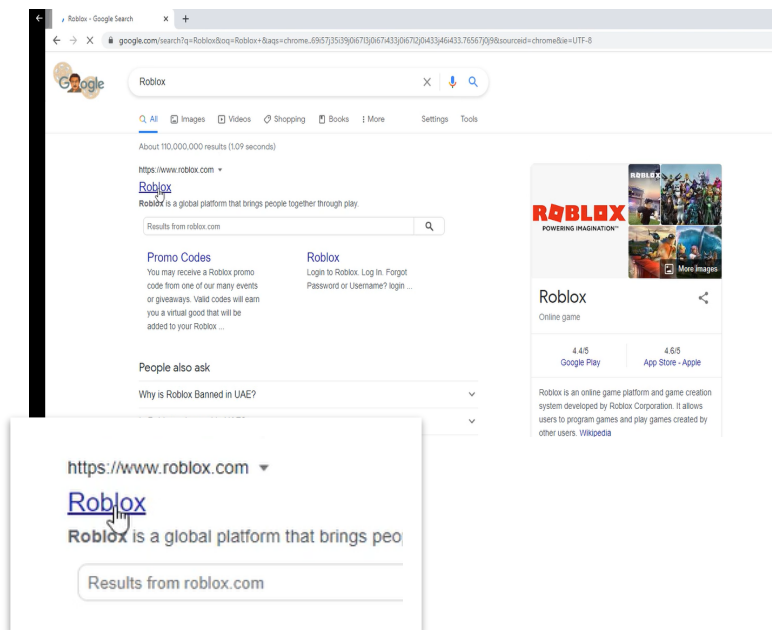 Roblox - Google Search
google.com/search?q=Roblox&oq=Roblox+&aqs=chrome..69i57j35i39j0i67l3j0i67i433j0i67l2j0i433j46i433.76567j0j9&sourceid=chrome&ie=UTF-8
Google
Roblox
All Images Videos Shopping Books More Settings Tools
About 110,000,000 results (1.09 seconds)
https://www.roblox.com
Roblox
Roblox is a global platform that brings people together through play.
Results from roblox.com
Promo Codes
You may receive a Roblox promo
code from one of our many events
or giveaways. Valid codes will earn
you a virtual good that will be
added to your Roblox ...
Roblox
Login to Roblox. Log In. Forgot
Password or Username? login ...
People also ask
Why is Roblox Banned in UAE?
ROBLOX
POWERING IMAGINATION™
ROBLOX
More images
Roblox
Online game
4.4/5
Google Play
4.6/5
App Store - Apple
Roblox is an online game platform and game creation
system developed by Roblox Corporation. It allows
users to program games and play games created by
other users. Wikipedia
https://www.roblox.com
Roblox
Roblox is a global platform that brings peo
Results from roblox.com